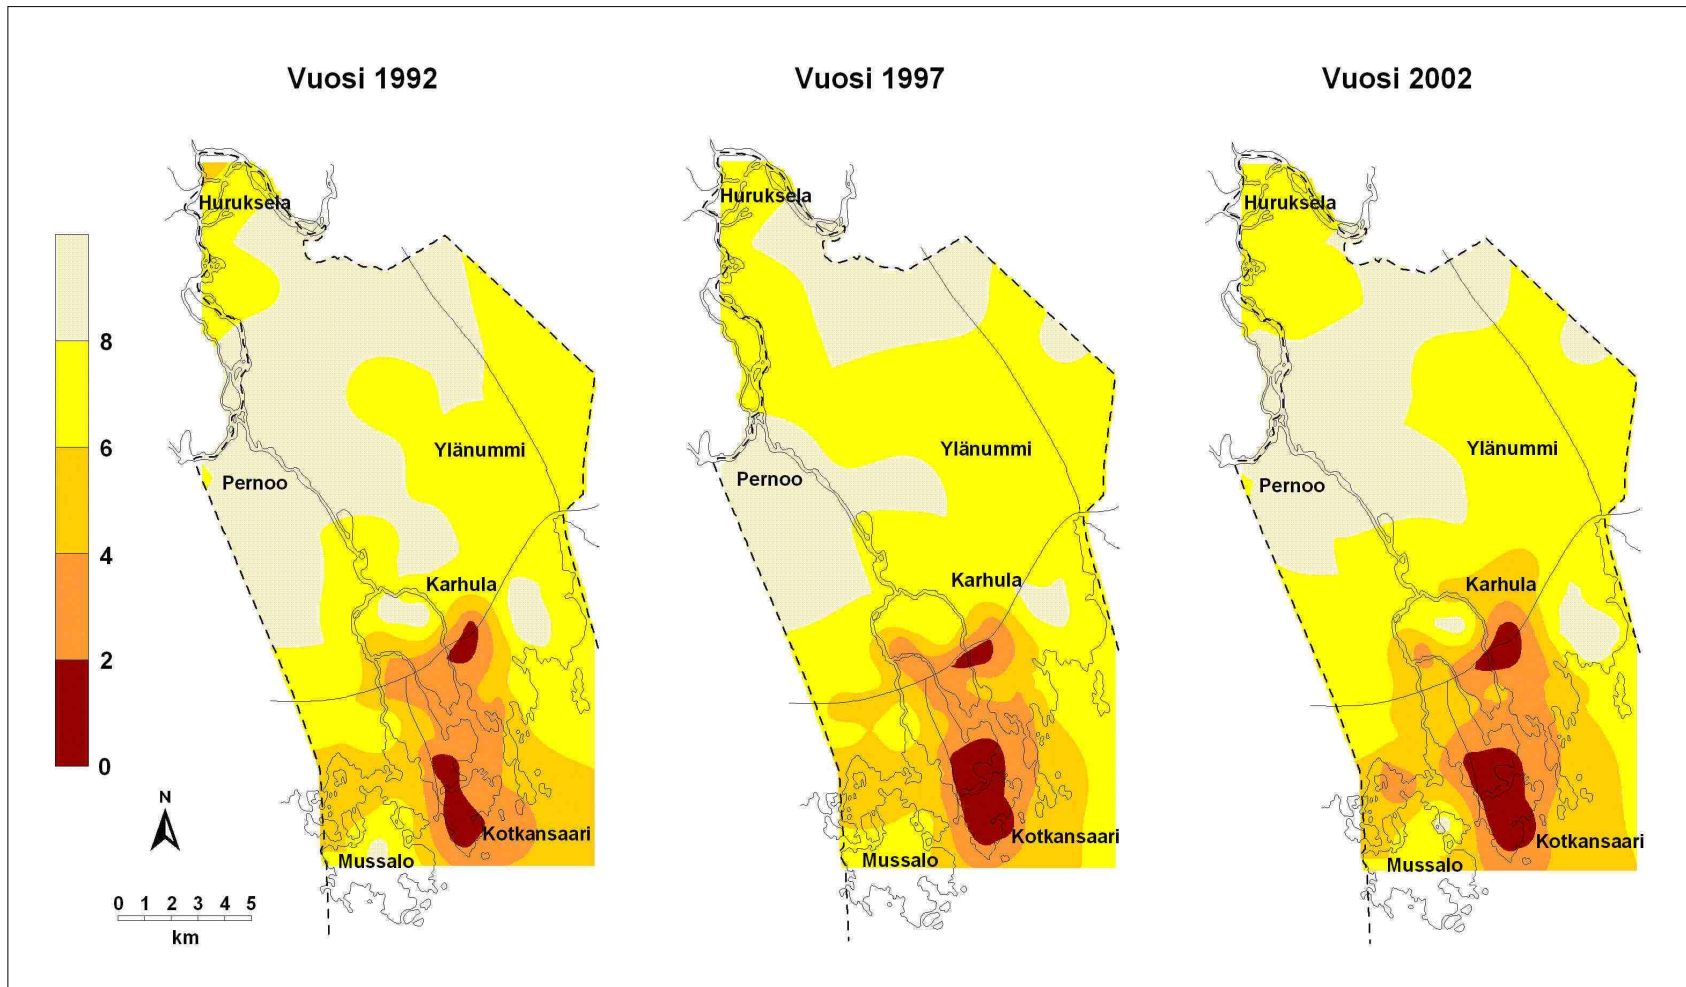 Vuosi 1992
Vuosi 1997
Vuosi 2002
Huruksela
Huruksela
Huruksela
8
6
4
2
0
Ylänummi
Pernoo
Karhula
Kotkansaari
Mussalo
Ylänummi
Pernoo
Karhula
Kotkansaari
Mussalo
Ylänummi
Pernoo
Karhula
Kotkansaari
Mussalo
N
0 1 2 3 4 5
km